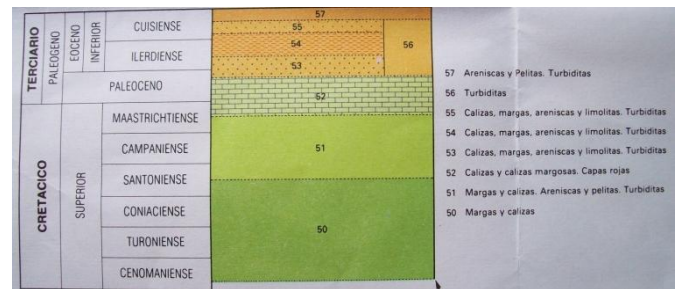 TERCIARIO
PALEOGENO
EOCENO
INFERIOR
CUISIENSE
ILERDIENSE
PALEOCENO
CRETACICO
SUPERIOR
MAASTRICHTIENSE
CAMPANIENSE
SANTONIENSE
CONIACIENSE
TURONIENSE
CENOMANIENSE
57
55
54
56
53
52
51
50
57 Areniscas y Pelitas. Turbiditas
56 Turbiditas
55 Calizas, margas, areniscas y limolitas. Turbiditas
54 Calizas, margas, areniscas y limolitas. Turbiditas
53 Calizas, margas, areniscas y limolitas. Turbiditas
52 Calizas y calizas margosas. Capas rojas
51 Margas y calizas. Areniscas y pelitas. Turbiditas
50 Margas y calizas